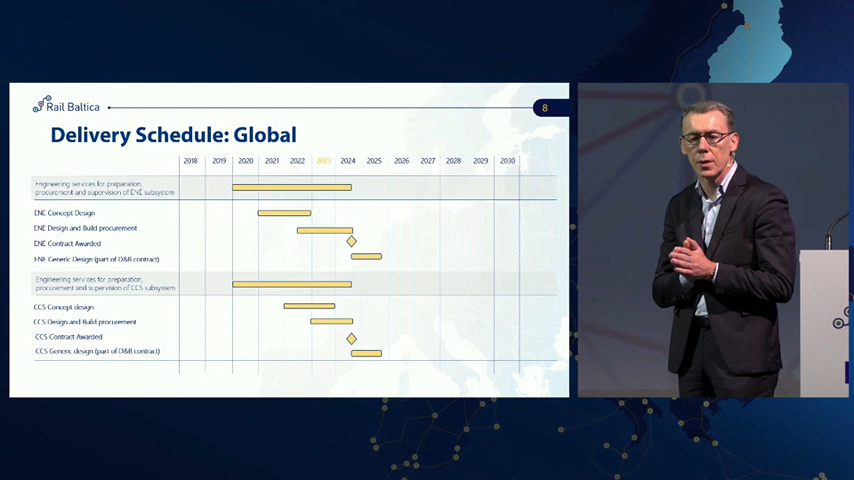 Rail Baltica
8
Delivery Schedule: Global
2018 2019 2020 2021 2022 2023 2024 2025 2026 2027 2028 2029 2030
Engineering services for preparation,
procurement and supervision of ENE subsystem
ENE Concept Design
ENE Design and Build procurement
ENE Contract Awarded
ENE Generic Design (part of D&B contract)
Engineering services for preparation,
procurement and supervision of CCS subsystem
CCS Concept design
CCS Design and Build procurement
CCS Contract Awarded
CCS Generic design (part of D&B contract)